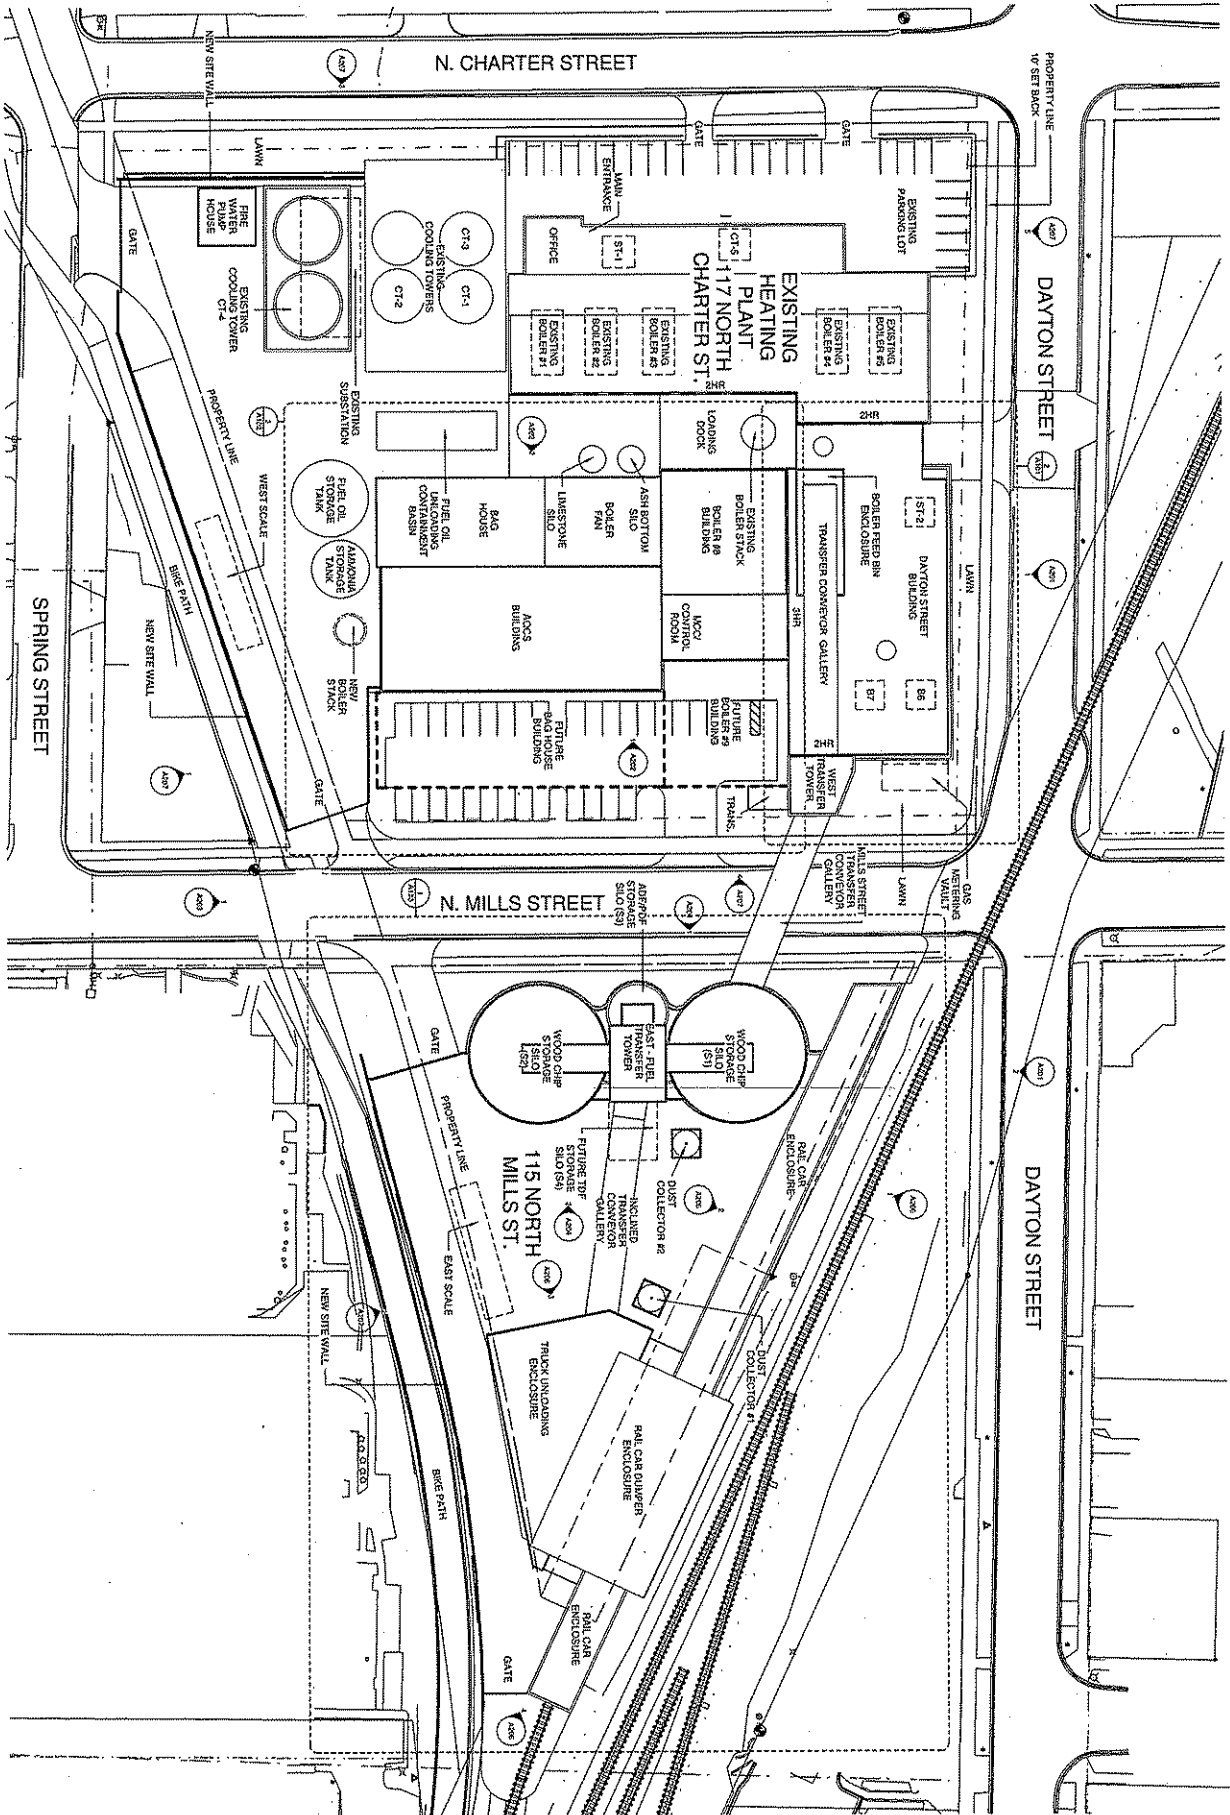 N. CHARTER STREET
NEW SITE WALL
PROPERTY LINE
10' SET BACK
LAWN
GATE
GATE
MAIN
ENTRANCE
EXISTING
PARKING LOT
FIRE
WATER
PUMP
HOUSE
GATE
EXISTING
COOLING TOWER
CT-4
CT-3
CT-1
CT-2
EXISTING
COOLING TOWERS
OFFICE
ST-1
CT-5
EXISTING
HEATING
PLANT
117 NORTH
CHARTER ST.
EXISTING
BOILER #1
EXISTING
BOILER #2
EXISTING
BOILER #3
EXISTING
BOILER #4
EXISTING
BOILER #5
2HR
2HR
DAYTON STREET
EXISTING
SUBSTATION
PROPERTY LINE
WEST SCALE
FUEL OIL
STORAGE
TANK
AMMONIA
STORAGE
TANK
FUEL OIL
UNLOADING
CONTAINMENT
BASIN
BAG
HOUSE
LIMESTONE
SILO
BOILER
FAN
ASH BOTTOM
SILO
LOADING
DOCK
EXISTING
BOILER STACK
BOILER #8
BUILDING
BOILER FEED BIN
ENCLOSURE
TRANSFER CONVEYOR GALLERY
ST-2
DAYTON STREET
BUILDING
LAWN
BIKE PATH
NEW SITE WALL
SPRING STREET
NEW
BOILER
STACK
AQCS
BUILDING
MCC/
CONTROL
ROOM
3HR
B7
B6
FUTURE
BAG HOUSE
BUILDING
FUTURE
BOILER #9
BUILDING
2HR
WEST
TRANSFER
TOWER
TRANS.
GATE
N. MILLS STREET
ADF/PDF
STORAGE
SILO (S3)
MILLS STREET
TRANSFER
CONVEYOR
GALLERY
LAWN
GAS
METERING
VAULT
GATE
WOOD CHIP
STORAGE
SILO
(S2)
EAST - FUEL
TRANSFER
TOWER
WOOD CHIP
STORAGE
SILO
(S1)
PROPERTY LINE
EAST SCALE
115 NORTH
MILLS ST.
FUTURE TDF
STORAGE
SILO (S4)
INCLINED
TRANSFER
CONVEYOR
GALLERY
DUST
COLLECTOR #2
RAIL CAR
ENCLOSURE
DAYTON STREET
NEW SITE WALL
TRUCK UNLOADING
ENCLOSURE
DUST
COLLECTOR #1
RAIL CAR DUMPER
ENCLOSURE
BIKE PATH
RAIL CAR
ENCLOSURE
GATE